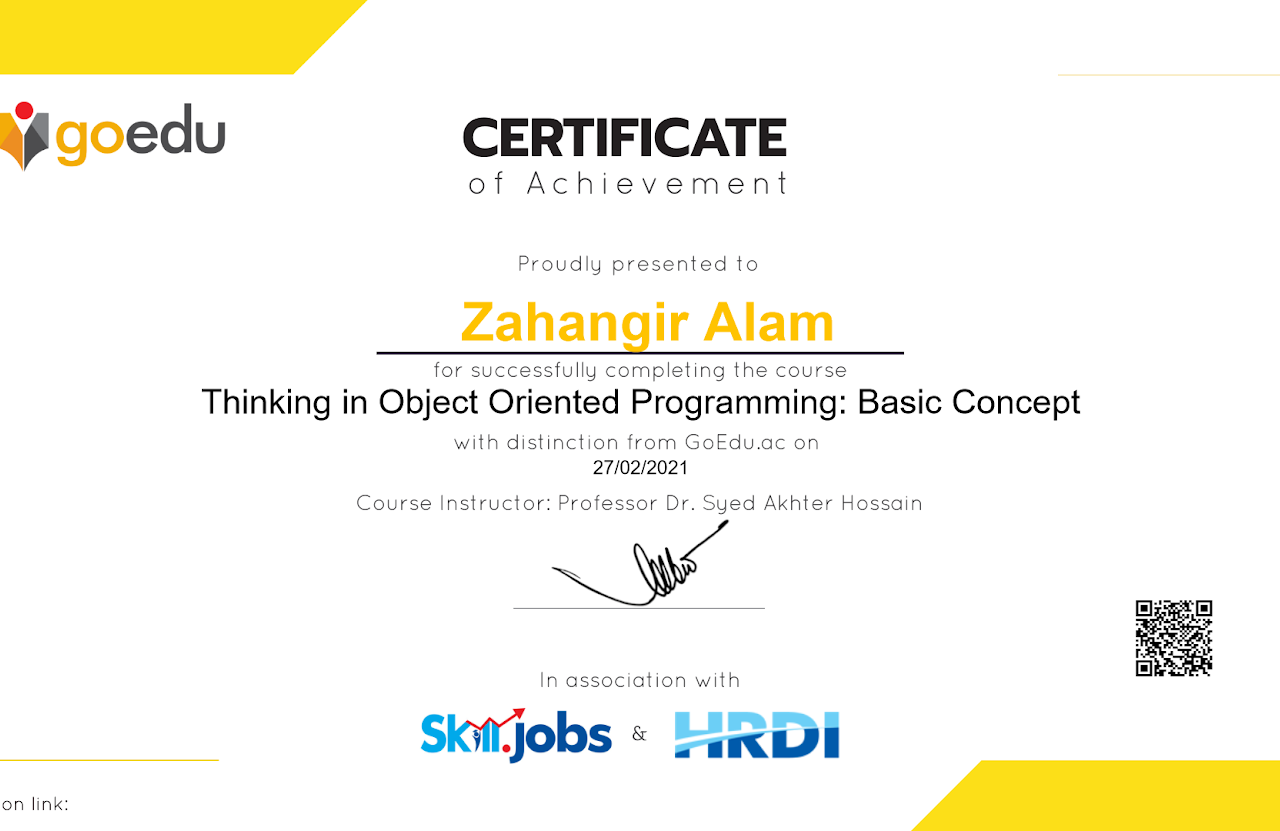 goedu
CERTIFICATE
of Achievement
Proudly presented to
Zahangir Alam
for successfully completing the course
Thinking in Object Oriented Programming: Basic Concept
with distinction from GoEdu.ac on
27/02/2021
Course Instructor: Professor Dr. Syed Akhter Hossain
In association with
Skill.jobs & HRDI
on link: